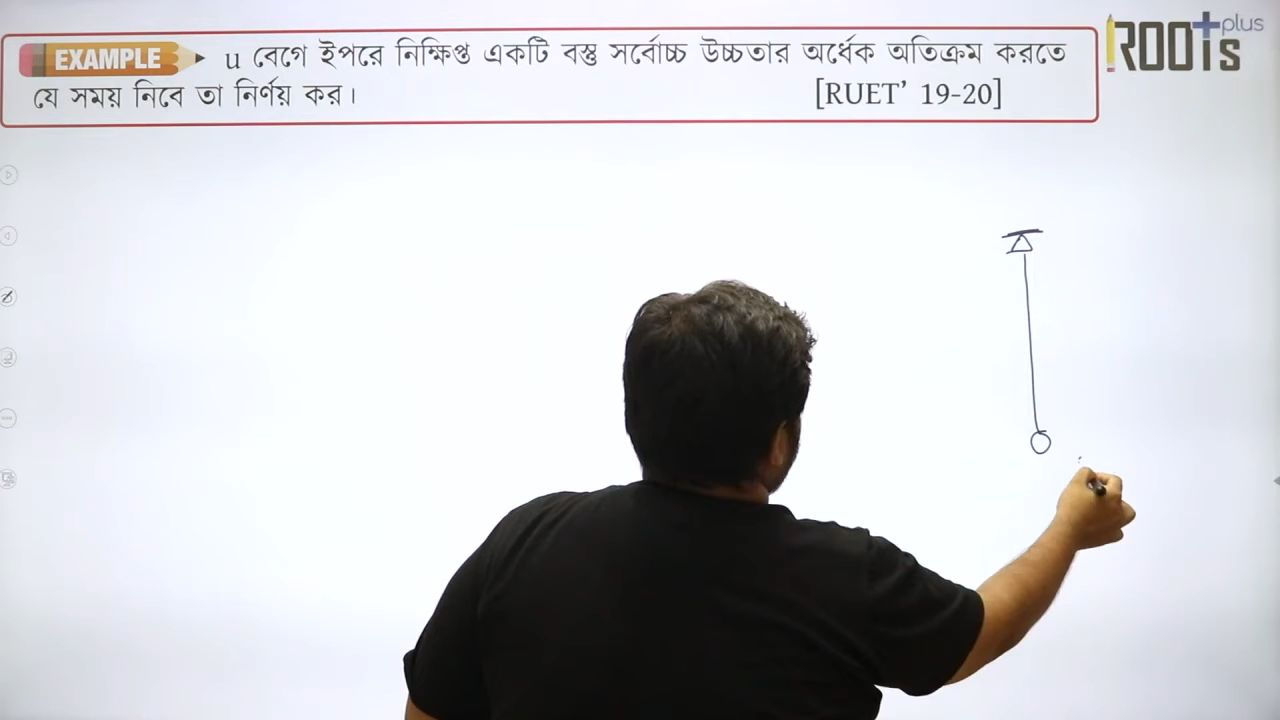 EXAMPLE u বেগে ইপরে নিক্ষিপ্ত একটি বস্তু সর্বোচ্চ উচ্চতার অর্ধেক অতিক্রম করতে
যে সময় নিবে তা নির্ণয় কর। [RUET' 19-20]
ROOTs plus